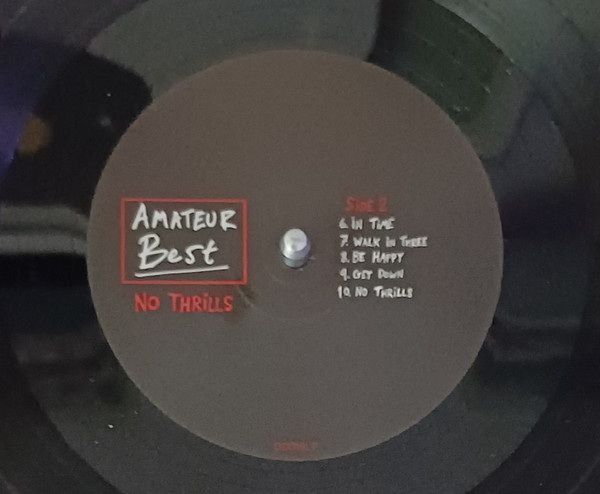 AMATEUR
Best
NO THRiLLS
SiDE 2
6. IN TIME
7. WALK IN THREE
8. BE HAPPY
9. GET DOWN
10. NO THRiLLS